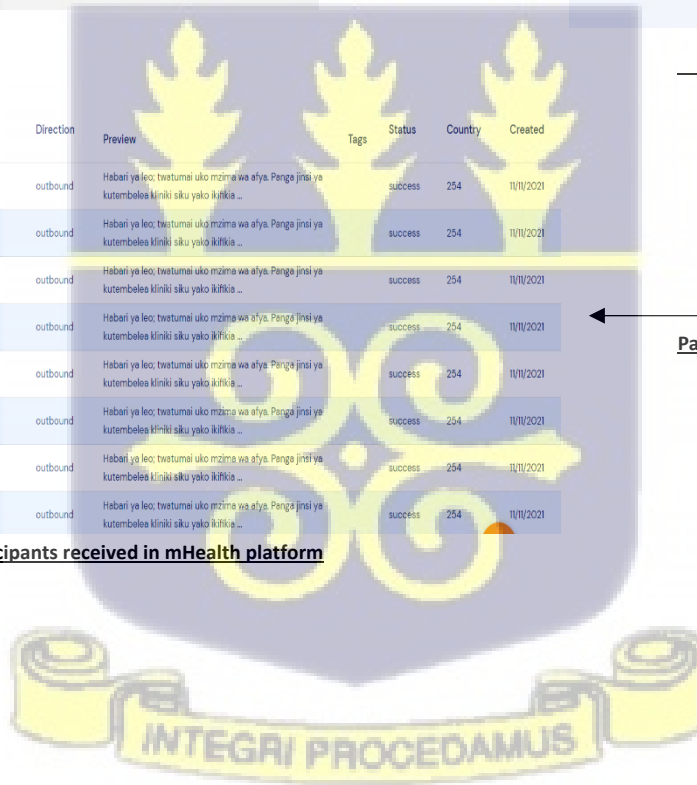 Direction Preview Tags Status Country Created
outbound Habari ya leo; twatumai uko mzima wa afya. Panga jinsi ya success 254 11/11/2021
kutembelea kliniki siku yako ikifikia ...
outbound Habari ya leo; twatumai uko mzima wa afya. Panga jinsi ya success 254 11/11/2021
kutembelea kliniki siku yako ikifikia ...
outbound Habari ya leo; twatumai uko mzima wa afya. Panga jinsi ya success 254 11/11/2021
kutembelea kliniki siku yako ikifikia ...
outbound Habari ya leo; twatumai uko mzima wa afya. Panga jinsi ya success 254 11/11/2021
kutembelea kliniki siku yako ikifikia ...
Pa
outbound Habari ya leo; twatumai uko mzima wa afya. Panga jinsi ya success 254 11/11/2021
kutembelea kliniki siku yako ikifikia ...
outbound Habari ya leo; twatumai uko mzima wa afya. Panga jinsi ya success 254 11/11/2021
kutembelea kliniki siku yako ikifikia ...
outbound Habari ya leo; twatumai uko mzima wa afya. Panga jinsi ya success 254 11/11/2021
kutembelea kliniki siku yako ikifikia ...
outbound Habari ya leo; twatumai uko mzima wa afya. Panga jinsi ya success 254 11/11/2021
kutembelea kliniki siku yako ikifikia ...
cipants received in mHealth platform
INTEGRI PROCEDAMUS